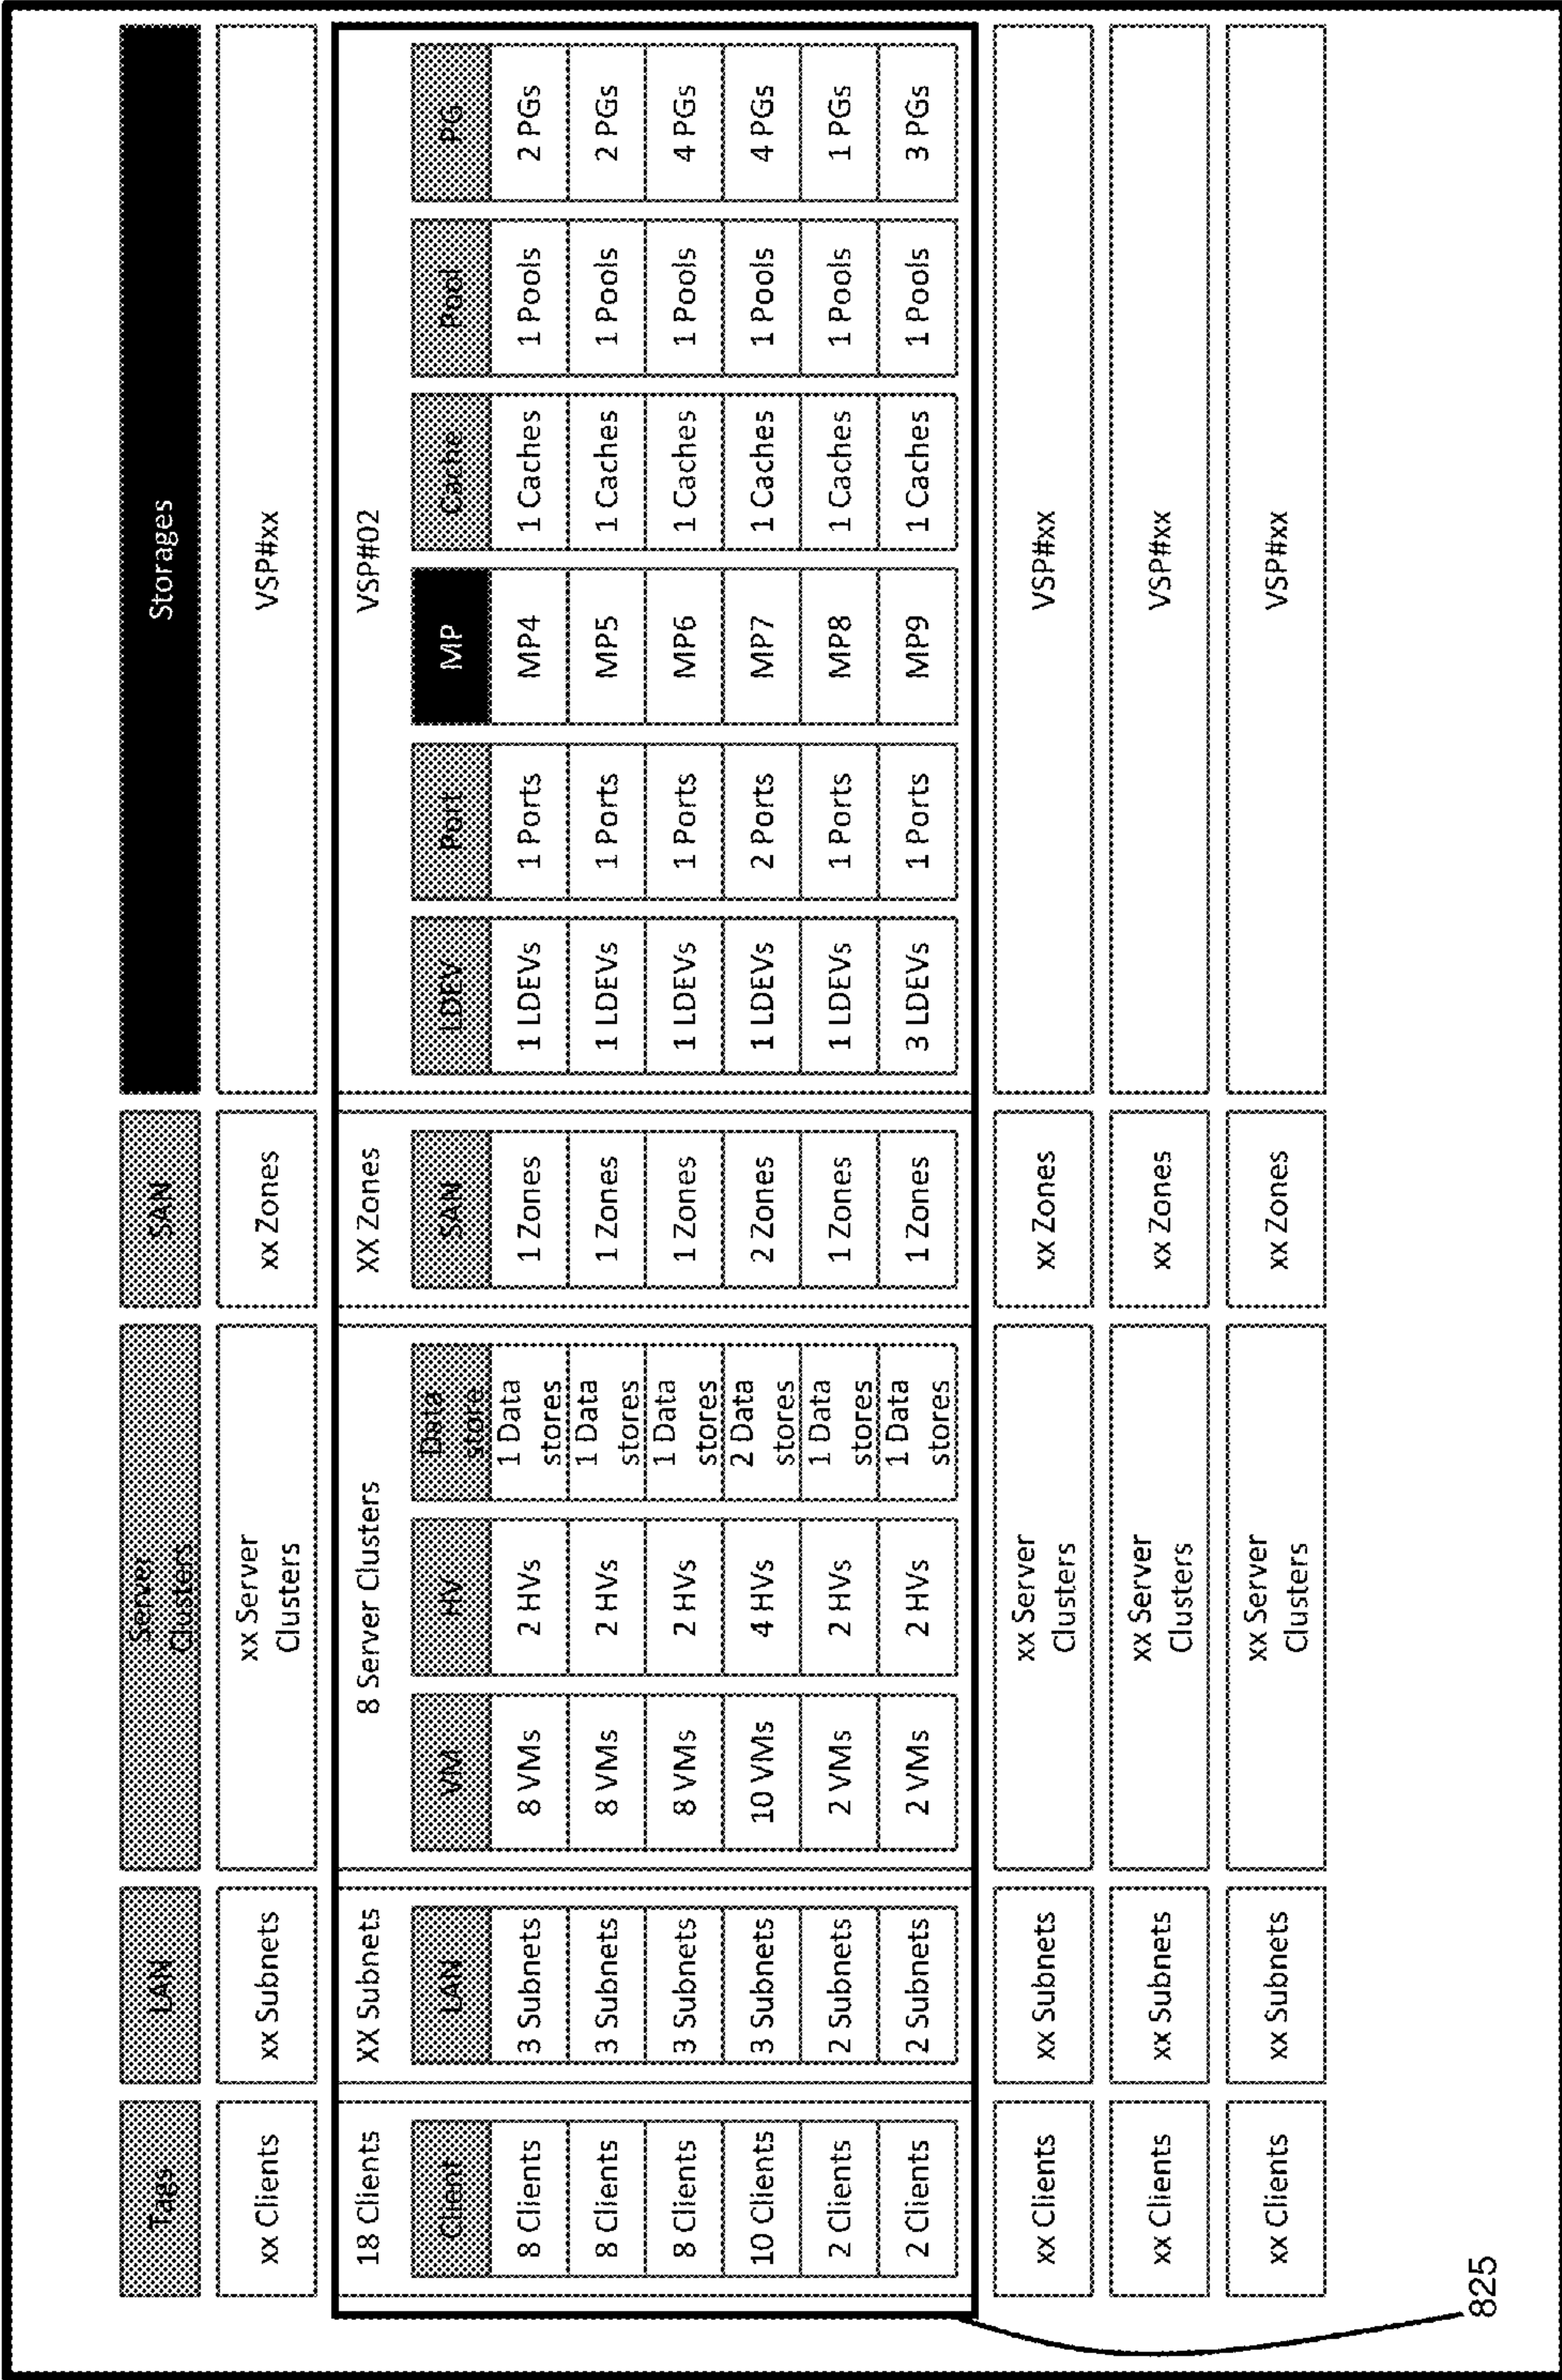 Tags LAN Server Clusters SAN Storages
xx Clients xx Subnets xx Server Clusters xx Zones VSP#xx
18 Clients XX Subnets 8 Server Clusters XX Zones VSP#02
Client LAN VM HV Data store SAN LDEV Port MP Cache Pool PG
8 Clients 3 Subnets 8 VMs 2 HVs 1 Data stores 1 Zones 1 LDEVs 1 Ports MP4 1 Caches 1 Pools 2 PGs
8 Clients 3 Subnets 8 VMs 2 HVs 1 Data stores 1 Zones 1 LDEVs 1 Ports MP5 1 Caches 1 Pools 2 PGs
8 Clients 3 Subnets 8 VMs 2 HVs 1 Data stores 1 Zones 1 LDEVs 1 Ports MP6 1 Caches 1 Pools 4 PGs
10 Clients 3 Subnets 10 VMs 4 HVs 2 Data stores 2 Zones 1 LDEVs 2 Ports MP7 1 Caches 1 Pools 4 PGs
2 Clients 2 Subnets 2 VMs 2 HVs 1 Data stores 1 Zones 1 LDEVs 1 Ports MP8 1 Caches 1 Pools 1 PGs
2 Clients 2 Subnets 2 VMs 2 HVs 1 Data stores 1 Zones 3 LDEVs 1 Ports MP9 1 Caches 1 Pools 3 PGs
xx Clients xx Subnets xx Server Clusters xx Zones VSP#xx
xx Clients xx Subnets xx Server Clusters xx Zones VSP#xx
xx Clients xx Subnets xx Server Clusters xx Zones VSP#xx
825